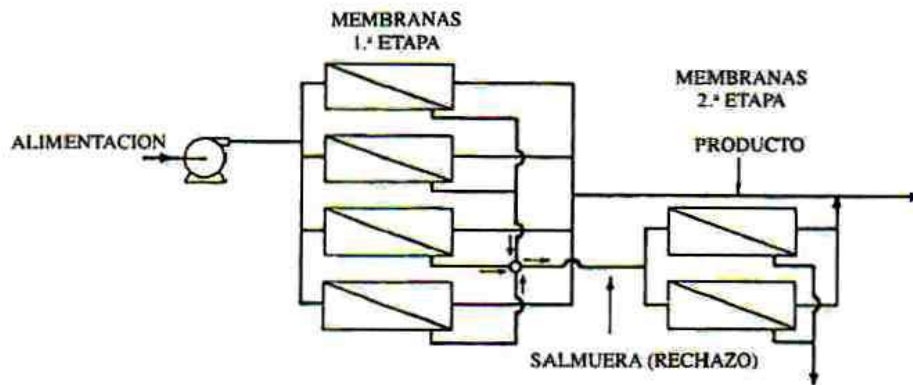 MEMBRANAS
1.ª ETAPA
MEMBRANAS
2.ª ETAPA
ALIMENTACION
PRODUCTO
SALMUERA (RECHAZO)